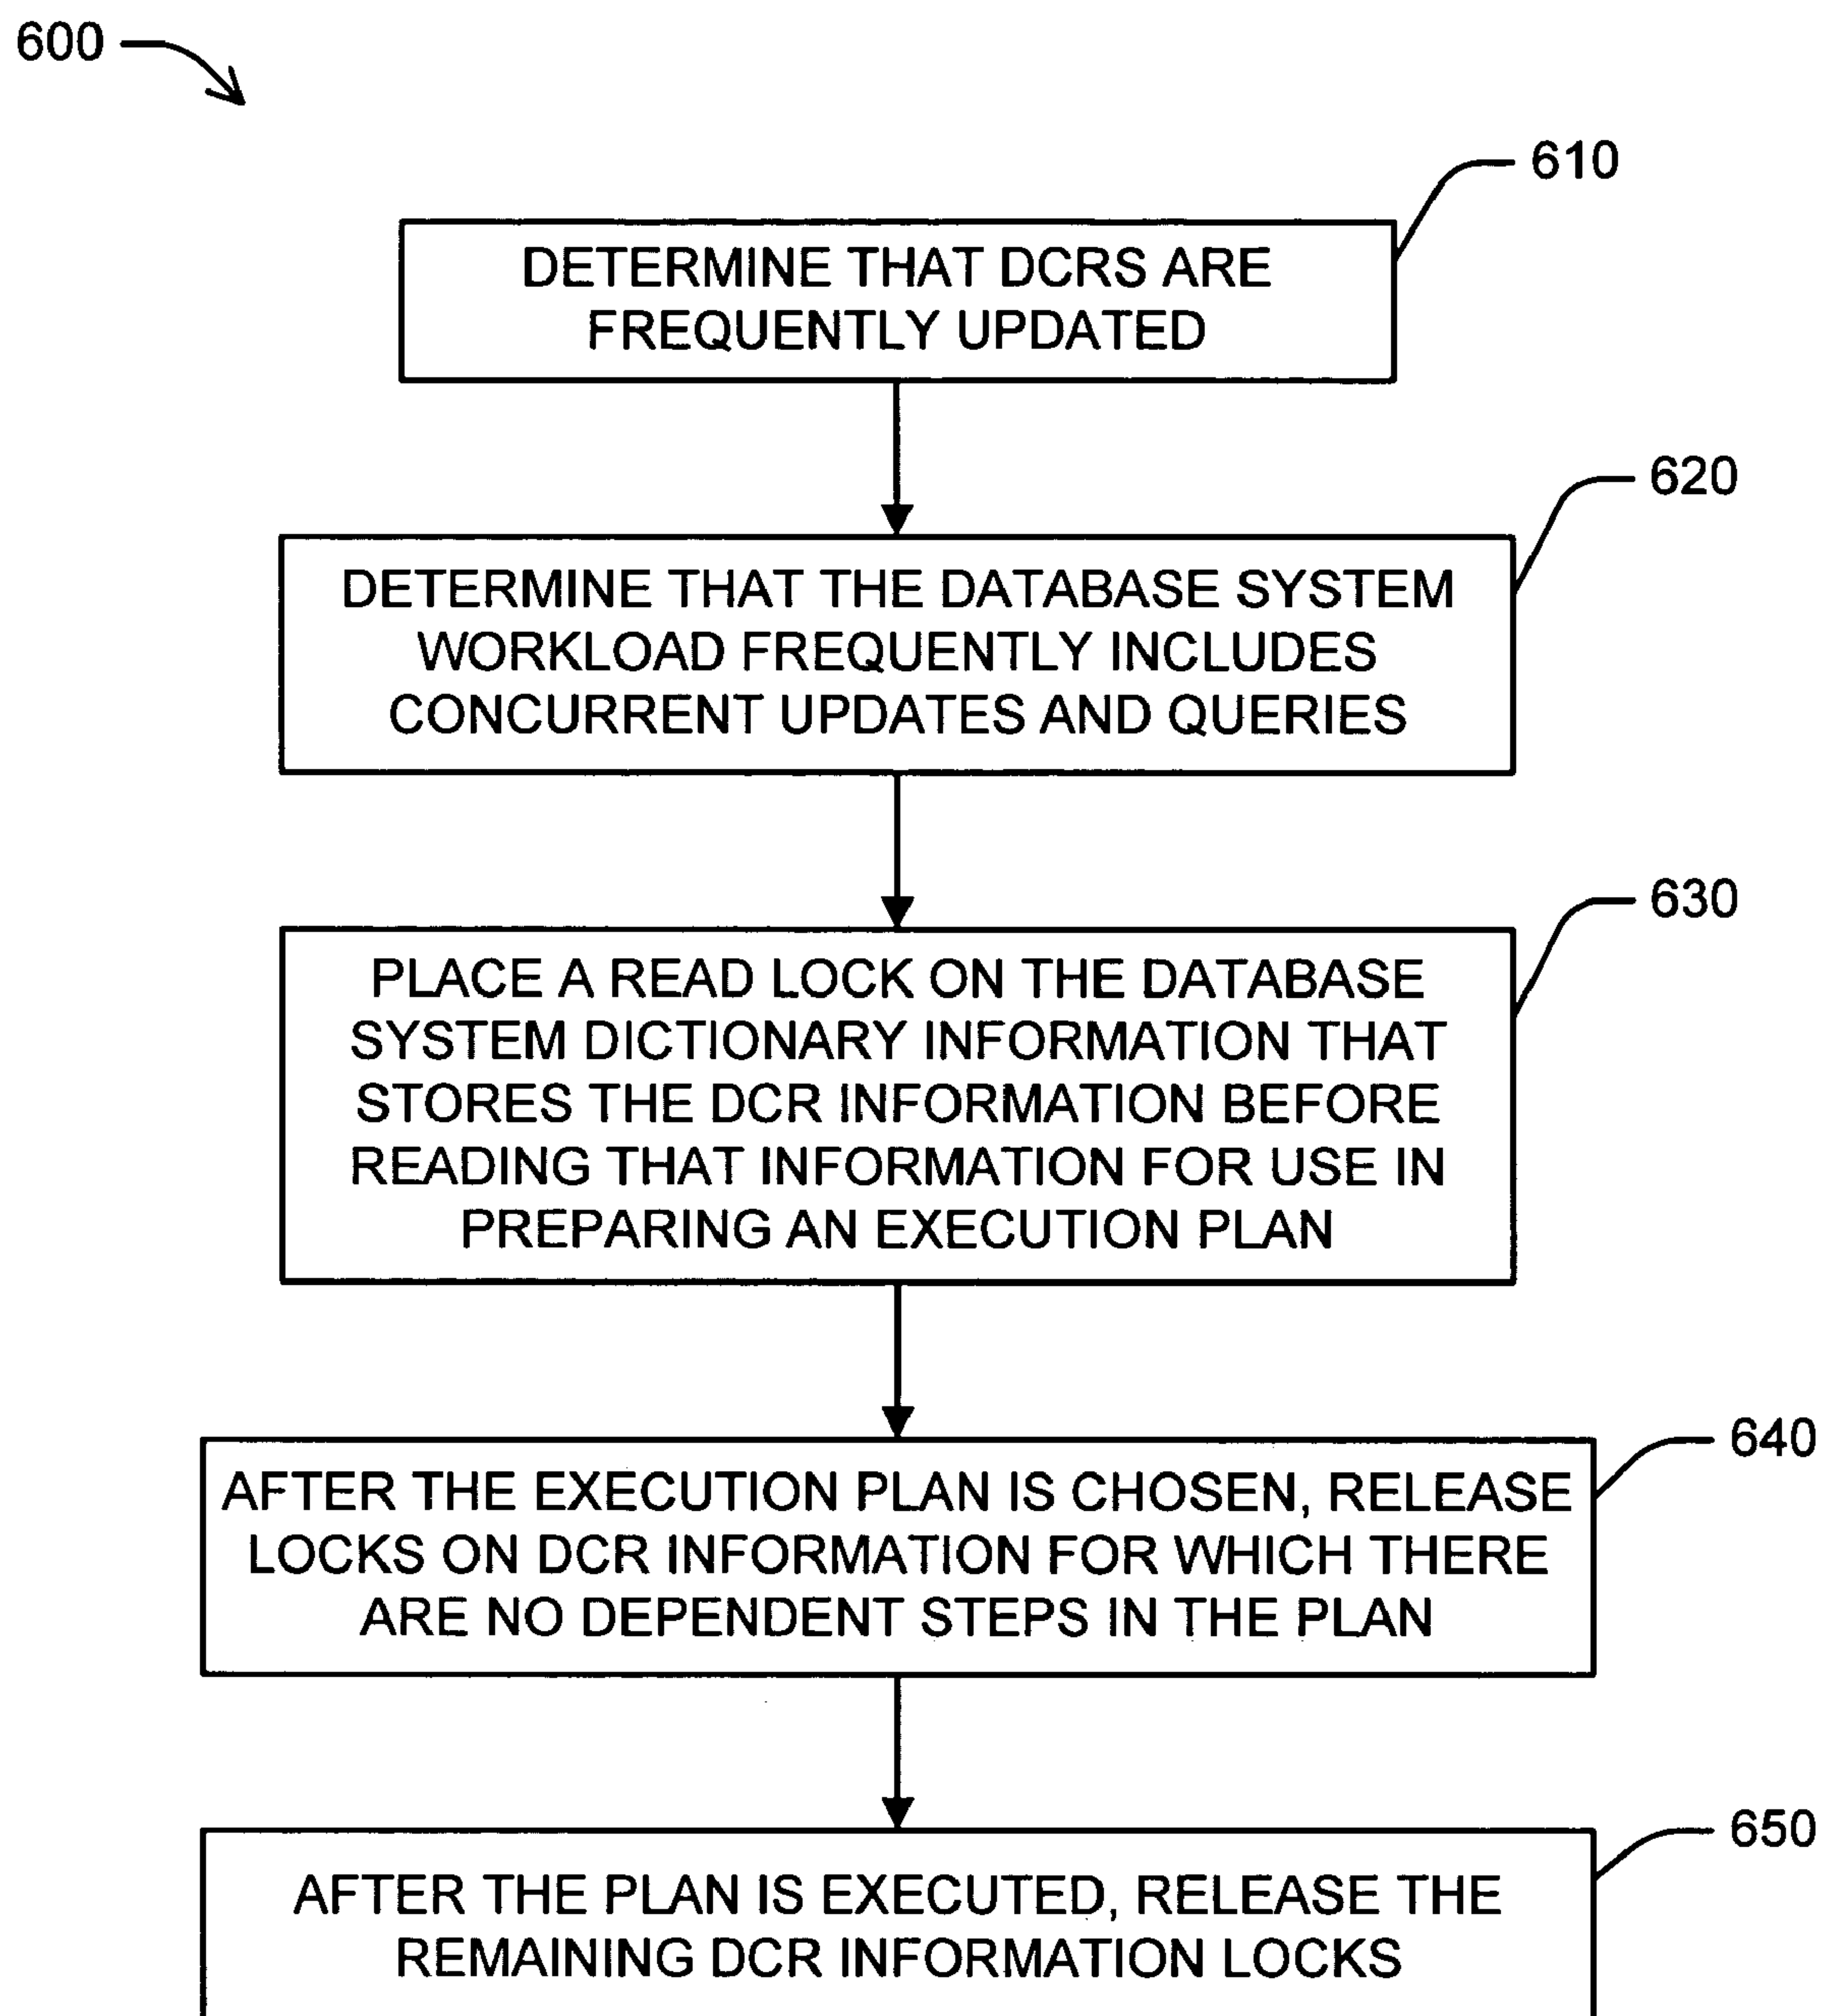 600
610
DETERMINE THAT DCRS ARE
FREQUENTLY UPDATED
620
DETERMINE THAT THE DATABASE SYSTEM
WORKLOAD FREQUENTLY INCLUDES
CONCURRENT UPDATES AND QUERIES
630
PLACE A READ LOCK ON THE DATABASE
SYSTEM DICTIONARY INFORMATION THAT
STORES THE DCR INFORMATION BEFORE
READING THAT INFORMATION FOR USE IN
PREPARING AN EXECUTION PLAN
640
AFTER THE EXECUTION PLAN IS CHOSEN, RELEASE
LOCKS ON DCR INFORMATION FOR WHICH THERE
ARE NO DEPENDENT STEPS IN THE PLAN
650
AFTER THE PLAN IS EXECUTED, RELEASE THE
REMAINING DCR INFORMATION LOCKS